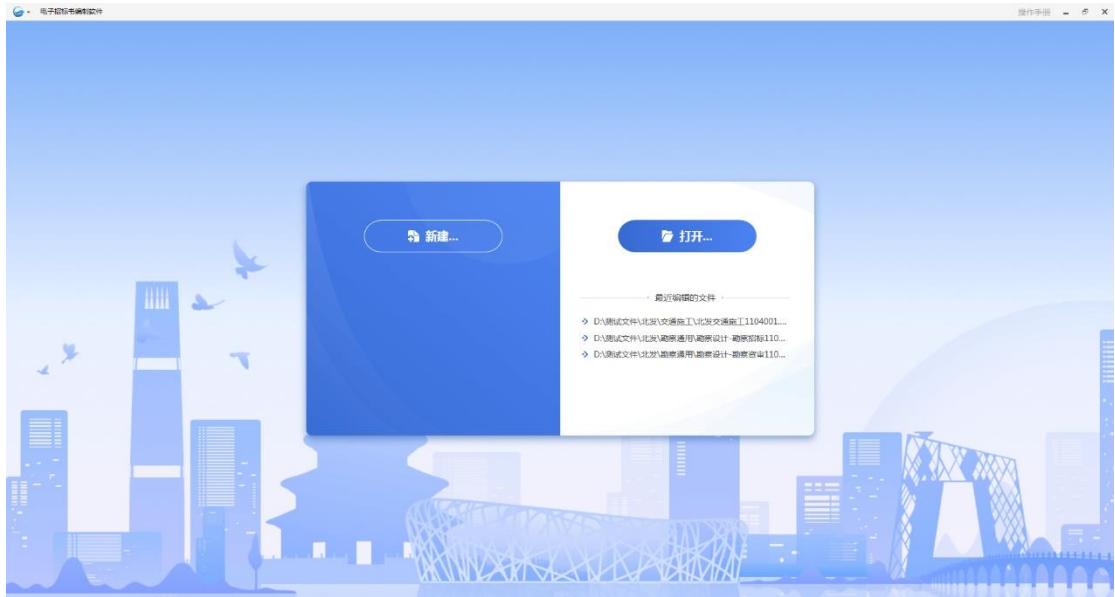 电子招标书编制软件
操作手册
新建...
打开...
最近编辑的文件
D:\测试文件\北发\交通施工\北发交通施工1104001....
D:\测试文件\北发\勘察通用\勘察设计-勘察招标110...
D:\测试文件\北发\勘察通用\勘察设计-勘察资审110...